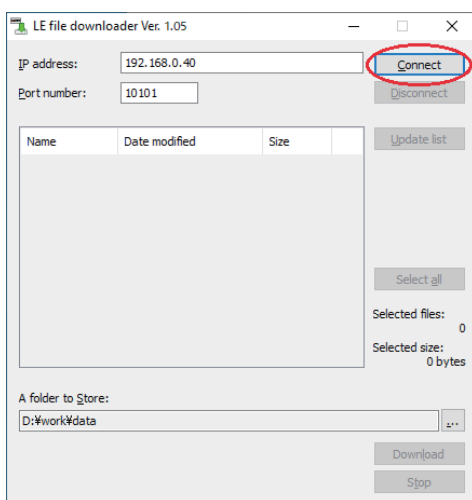 LE file downloader Ver. 1.05
IP address: 192.168.0.40 Connect
Port number: 10101 Disconnect
Name Date modified Size Update list
Select all
Selected files:
0
Selected size:
0 bytes
A folder to Store:
D:¥work¥data ...
Download
Stop